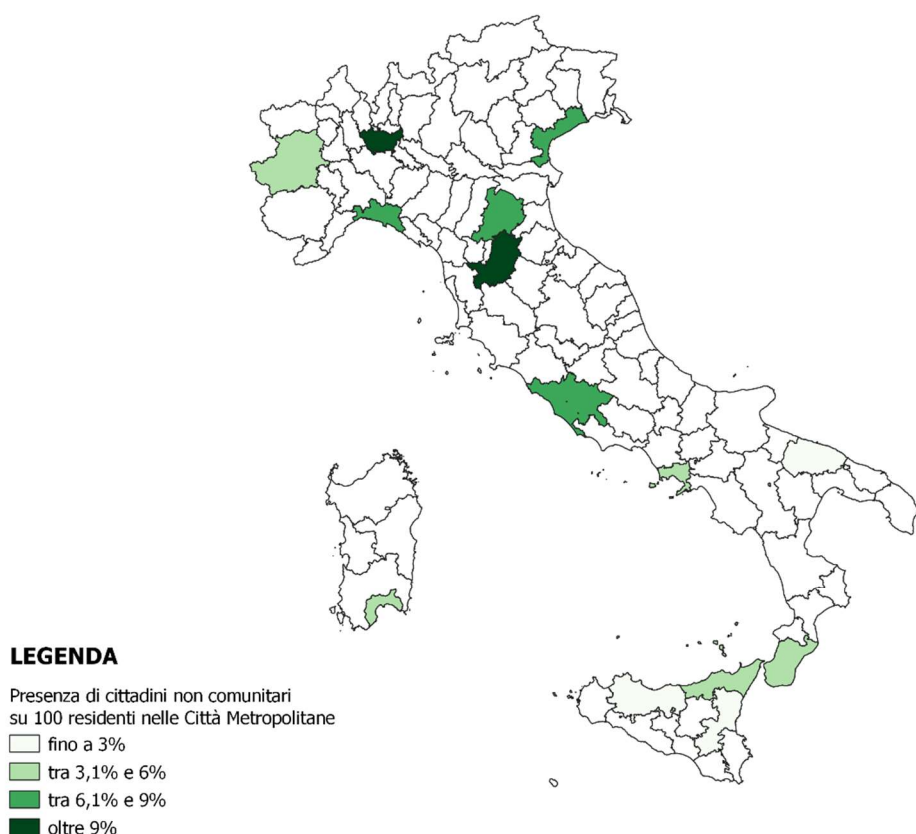 LEGENDA
Presenza di cittadini non comunitari
su 100 residenti nelle Città Metropolitane
fino a 3%
tra 3,1% e 6%
tra 6,1% e 9%
oltre 9%